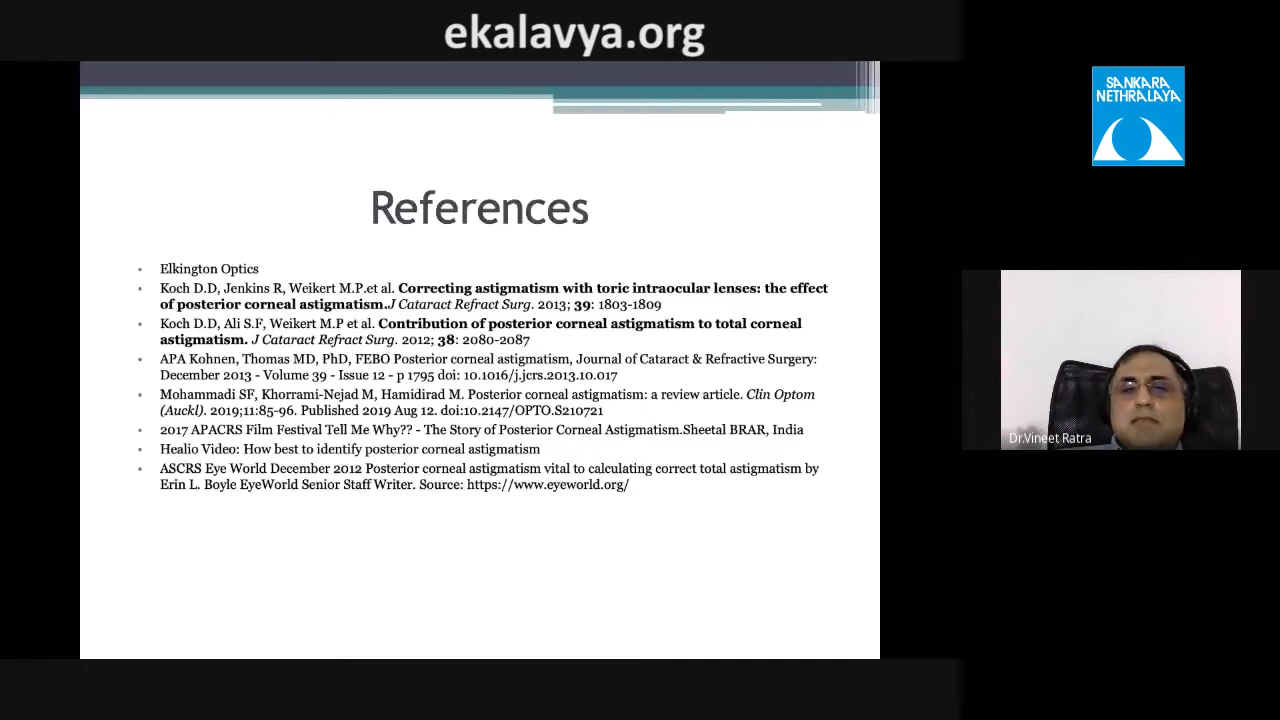 ekalavya.org
SANKARA
NETHRALAYA
References
• Elkington Optics
• Koch D.D, Jenkins R, Weikert M.P.et al. Correcting astigmatism with toric intraocular lenses: the effect
of posterior corneal astigmatism.J Cataract Refract Surg. 2013; 39: 1803-1809
• Koch D.D, Ali S.F, Weikert M.P et al. Contribution of posterior corneal astigmatism to total corneal
astigmatism. J Cataract Refract Surg. 2012; 38: 2080-2087
• APA Kohnen, Thomas MD, PhD, FEBO Posterior corneal astigmatism, Journal of Cataract & Refractive Surgery:
December 2013 - Volume 39 - Issue 12 - p 1795 doi: 10.1016/j.jcrs.2013.10.017
• Mohammadi SF, Khorrami-Nejad M, Hamidirad M. Posterior corneal astigmatism: a review article. Clin Optom
(Auckl). 2019;11:85-96. Published 2019 Aug 12. doi:10.2147/OPTO.S210721
• 2017 APACRS Film Festival Tell Me Why?? - The Story of Posterior Corneal Astigmatism.Sheetal BRAR, India
• Healio Video: How best to identify posterior corneal astigmatism
• ASCRS Eye World December 2012 Posterior corneal astigmatism vital to calculating correct total astigmatism by
Erin L. Boyle EyeWorld Senior Staff Writer. Source: https://www.eyeworld.org/
Dr.Vineet Ratra